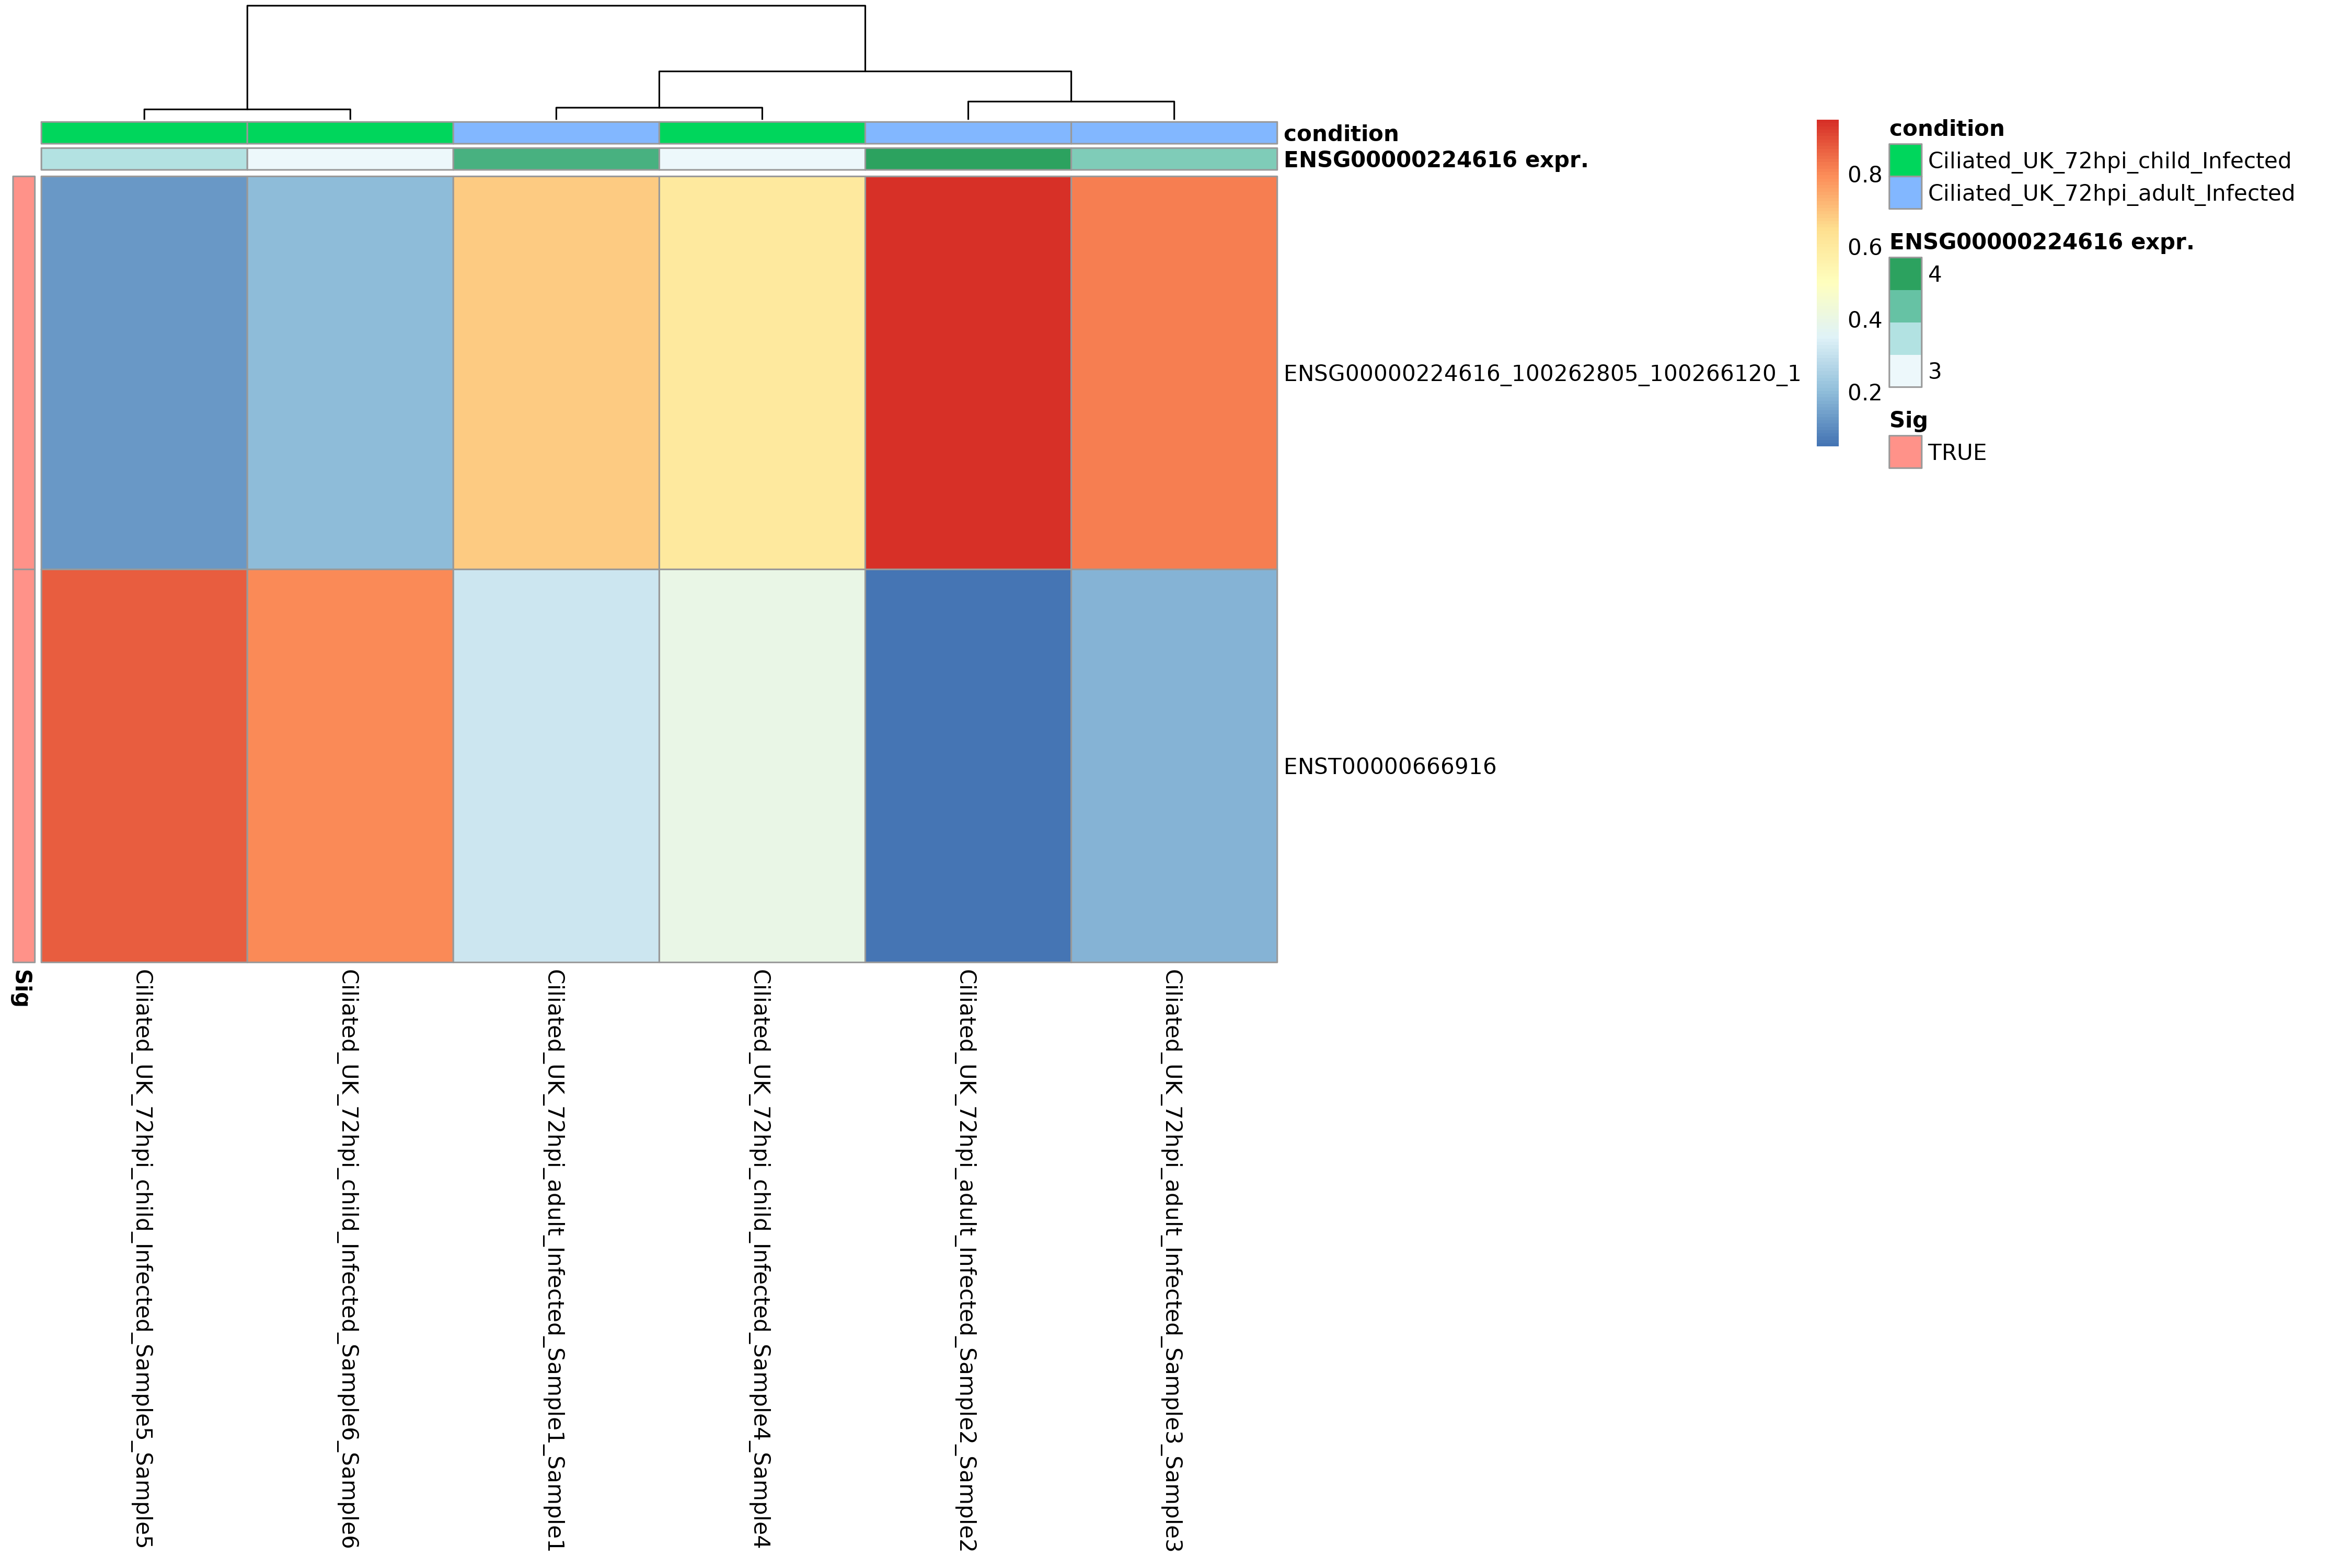 condition
ENSG00000224616 expr.
ENSG00000224616_100262805_100266120_1
ENST00000666916
Sig
Ciliated_UK_72hpi_child_Infected_Sample5_Sample5
Ciliated_UK_72hpi_child_Infected_Sample6_Sample6
Ciliated_UK_72hpi_adult_Infected_Sample1_Sample1
Ciliated_UK_72hpi_child_Infected_Sample4_Sample4
Ciliated_UK_72hpi_adult_Infected_Sample2_Sample2
Ciliated_UK_72hpi_adult_Infected_Sample3_Sample3
0.8
0.6
0.4
0.2
condition
Ciliated_UK_72hpi_child_Infected
Ciliated_UK_72hpi_adult_Infected
ENSG00000224616 expr.
4
3
Sig
TRUE